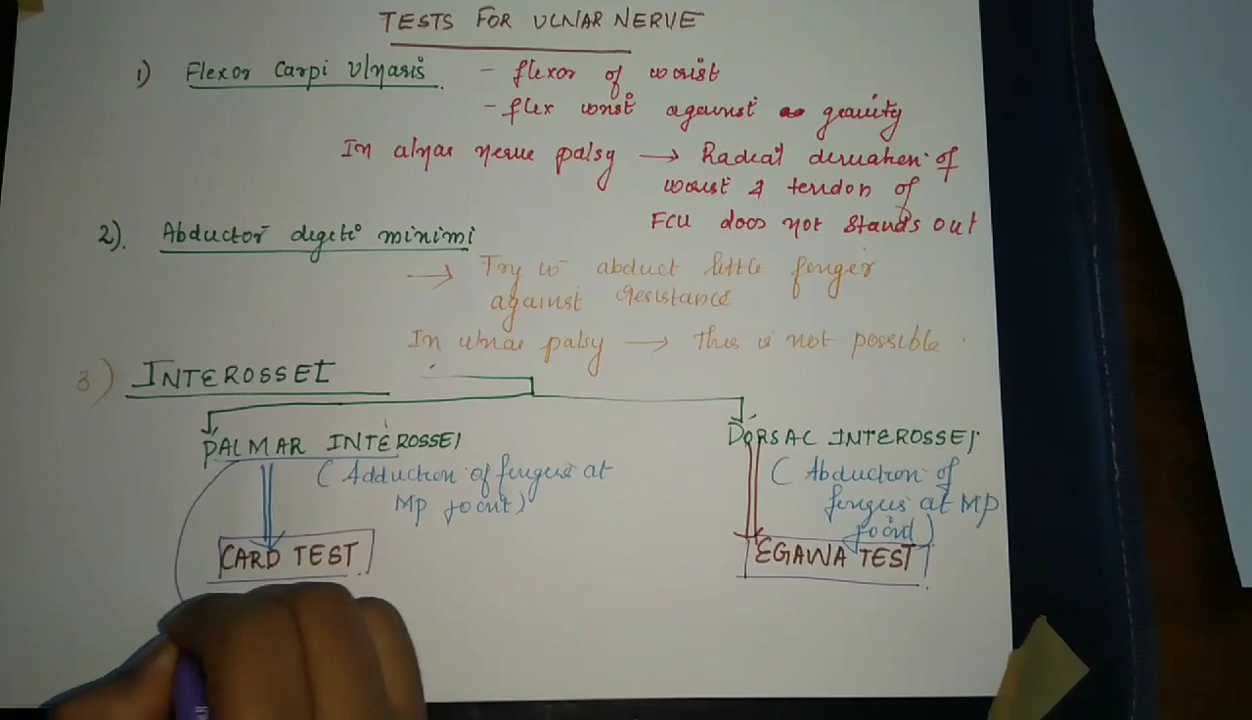 TESTS FOR ULNAR NERVE
1) Flexor Carpi Ulnaris - flexor of wrist
- flex wrist against gravity
In ulnar nerve palsy → Radial deviation of
wrist & tendon of
FCU does not stands out
2). Abductor digiti minimi
→ Try to abduct little finger
against resistance
In ulnar palsy → this is not possible
3) INTEROSSEI
PALMAR INTEROSSEI
(Adduction of fingers at
MP joint)
CARD TEST
DORSAL INTEROSSEI
(Abduction of
fingers at MP
joint)
EGAWA TEST